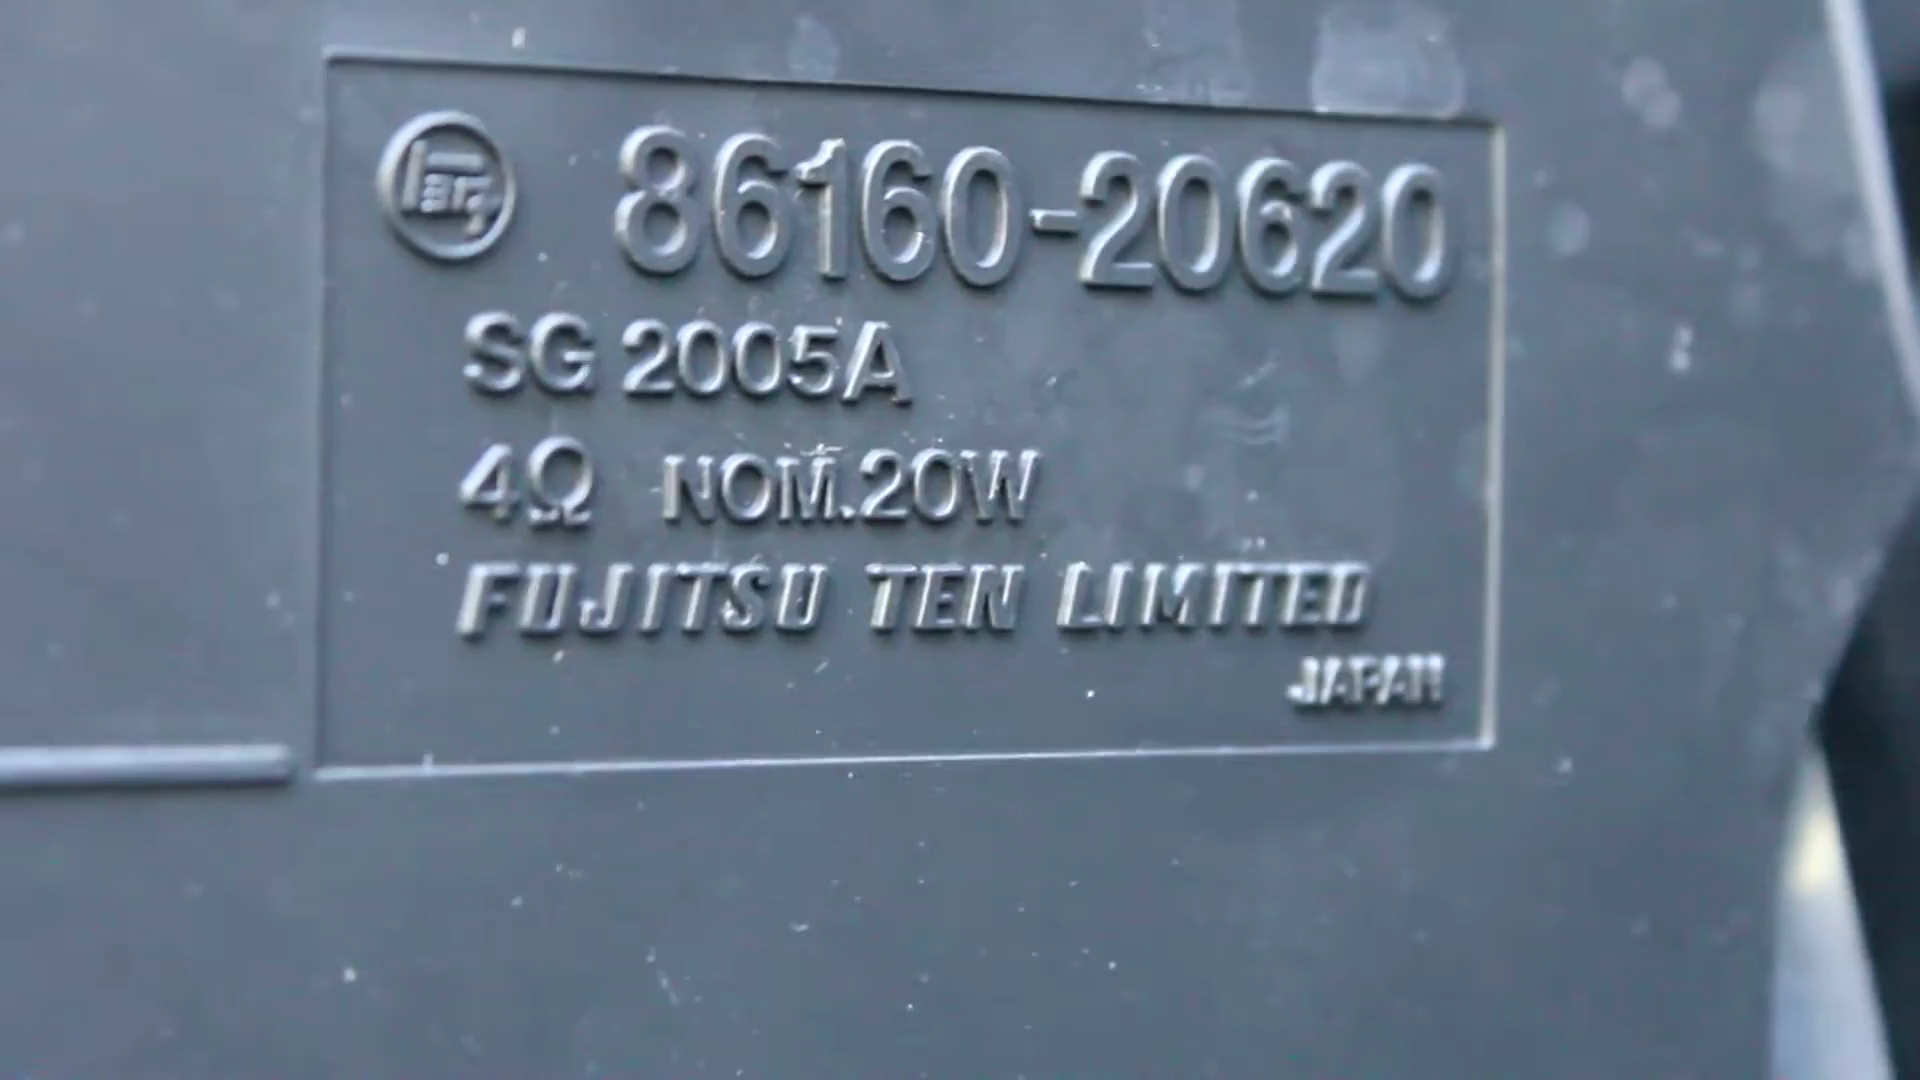 86160-20620
SG 2005A
4Ω NOM.20W
FUJITSU TEN LIMITED
JAPAN